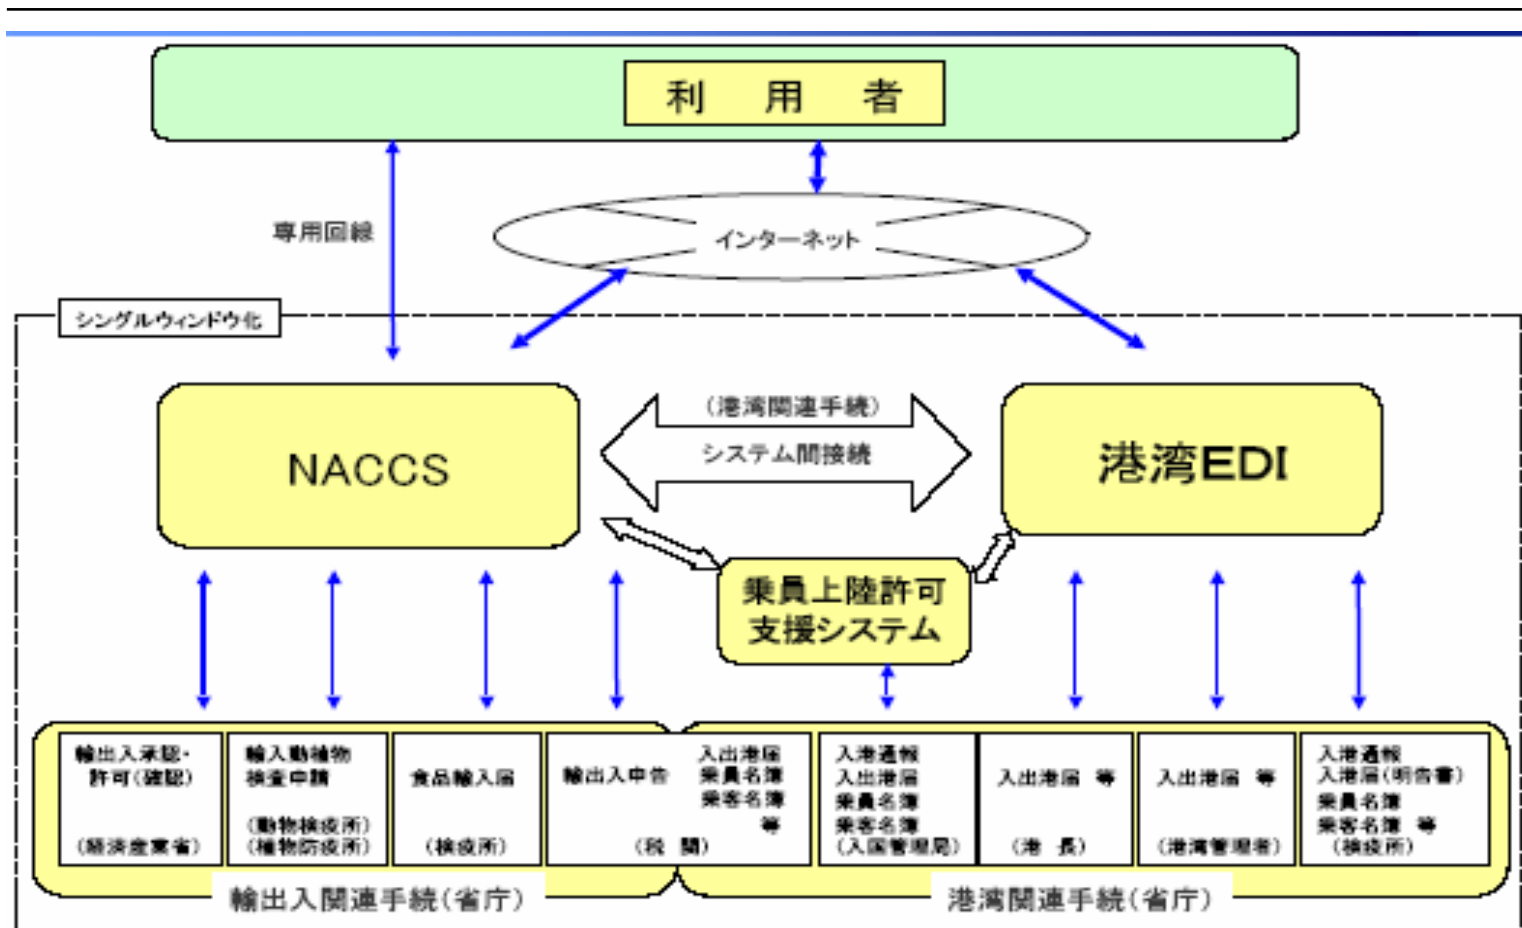 利 用 者
専用回線
インターネット
シングルウィンドウ化
NACCS
(港湾関連手続)
システム間接続
港湾EDI
乗員上陸許可
支援システム
輸出入承認・
許可(確認)
(経済産業省)
輸入動植物
検査申請
(動物検疫所)
(植物防疫所)
食品輸入届
(検疫所)
輸出入申告
入出港届
乗員名簿
乗客名簿
等
(税 関)
入港通報
入出港届
乗員名簿
乗客名簿
(入国管理局)
入出港届 等
(港 長)
入出港届 等
(港湾管理者)
入港通報
入港届(明告書)
乗員名簿
乗客名簿 等
(検疫所)
輸出入関連手続(省庁)
港湾関連手続(省庁)